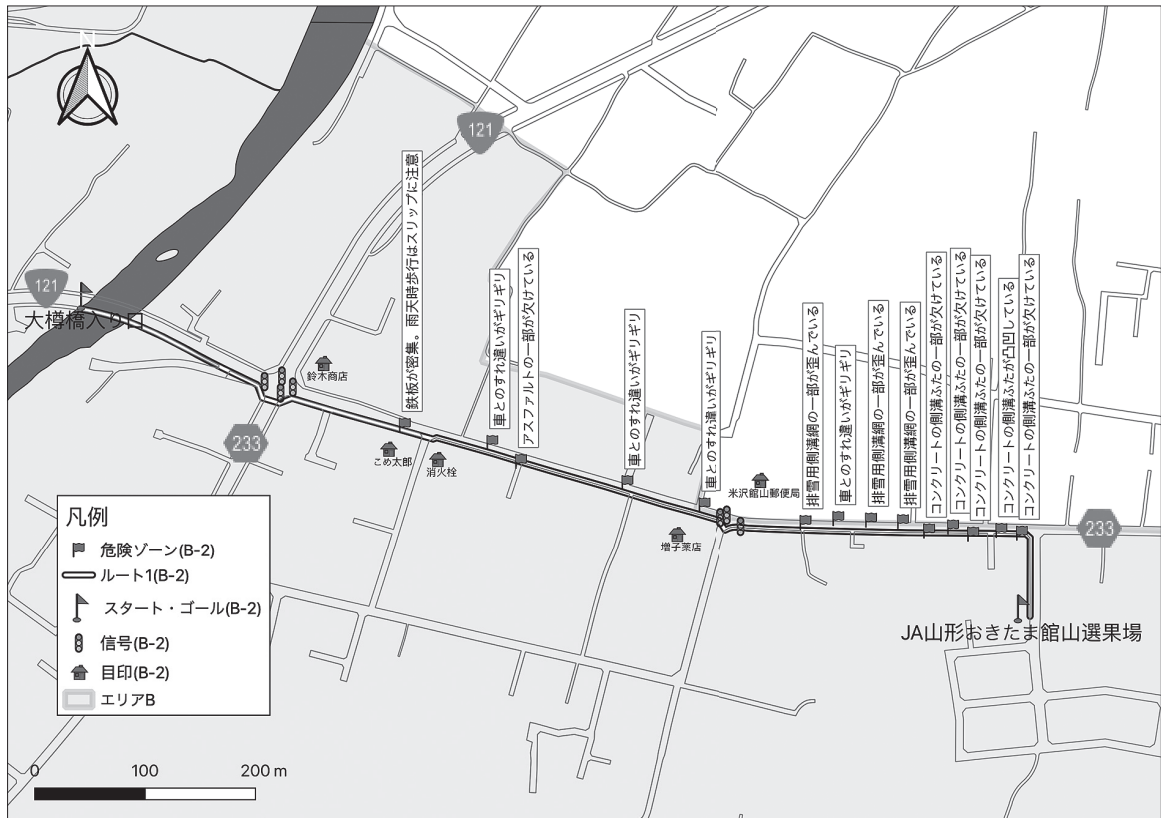 N
121
121
大樽橋入り口
鉄板が密集。雨天時歩行はスリップに注意
車とのすれ違いがギリギリ
アスファルトの一部が欠けている
車とのすれ違いがギリギリ
車とのすれ違いがギリギリ
排雪用側溝網の一部が歪んでいる
車とのすれ違いがギリギリ
排雪用側溝網の一部が歪んでいる
排雪用側溝網の一部が歪んでいる
コンクリートの側溝ふたの一部が欠けている
コンクリートの側溝ふたの一部が欠けている
コンクリートの側溝ふたの一部が欠けている
コンクリートの側溝ふたが凸凹している
コンクリートの側溝ふたの一部が欠けている
鈴木商店
233
こめ太郎
消火栓
米沢館山郵便局
増子薬店
233
JA山形おきたま館山選果場
凡例
危険ゾーン(B-2)
ルート1(B-2)
スタート・ゴール(B-2)
信号(B-2)
目印(B-2)
エリアB
0 100 200 m